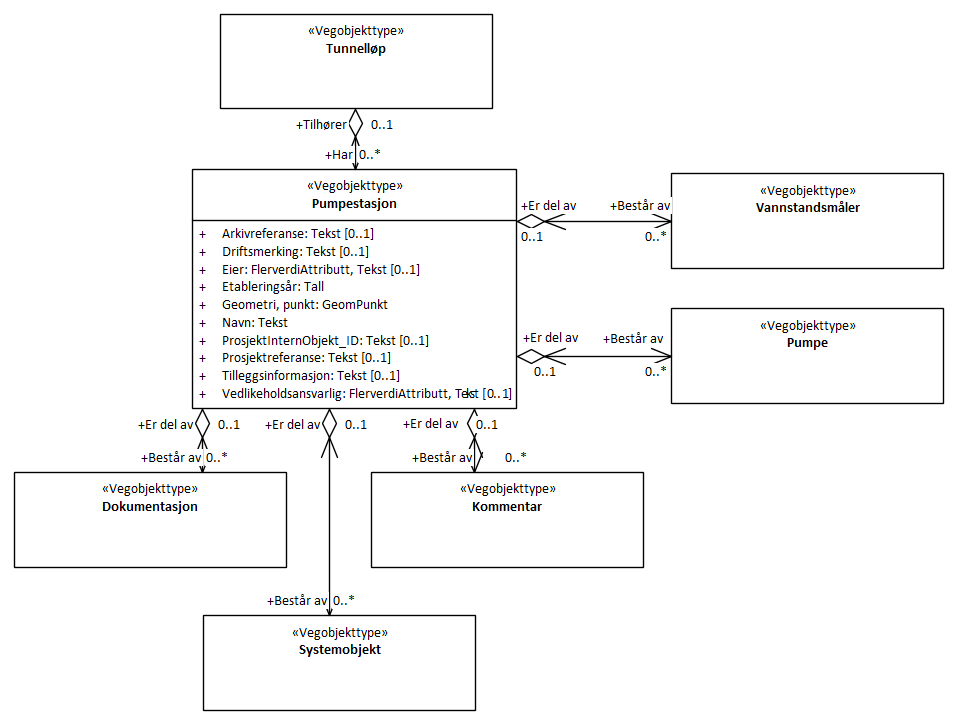 «Vegobjekttype»
Tunnelløp
+Tilhører 0..1
+Har 0..*
«Vegobjekttype»
Pumpestasjon
+ Arkivreferanse: Tekst [0..1]
+ Driftsmerking: Tekst [0..1]
+ Eier: FlerverdiAttributt, Tekst [0..1]
+ Etableringsår: Tall
+ Geometri, punkt: GeomPunkt
+ Navn: Tekst
+ ProsjektInternObjekt_ID: Tekst [0..1]
+ Prosjektreferanse: Tekst [0..1]
+ Tilleggsinformasjon: Tekst [0..1]
+ Vedlikeholdsansvarlig: FlerverdiAttributt, Tekst [0..1]
+Er del av +Består av
0..1 0..*
«Vegobjekttype»
Vannstandsmåler
+Er del av +Består av
0..1 0..*
«Vegobjekttype»
Pumpe
+Er del av 0..1 +Er del av 0..1 +Er del av 0..1
+Består av 0..* +Består av 0..*
«Vegobjekttype»
Dokumentasjon
«Vegobjekttype»
Kommentar
+Består av 0..*
«Vegobjekttype»
Systemobjekt